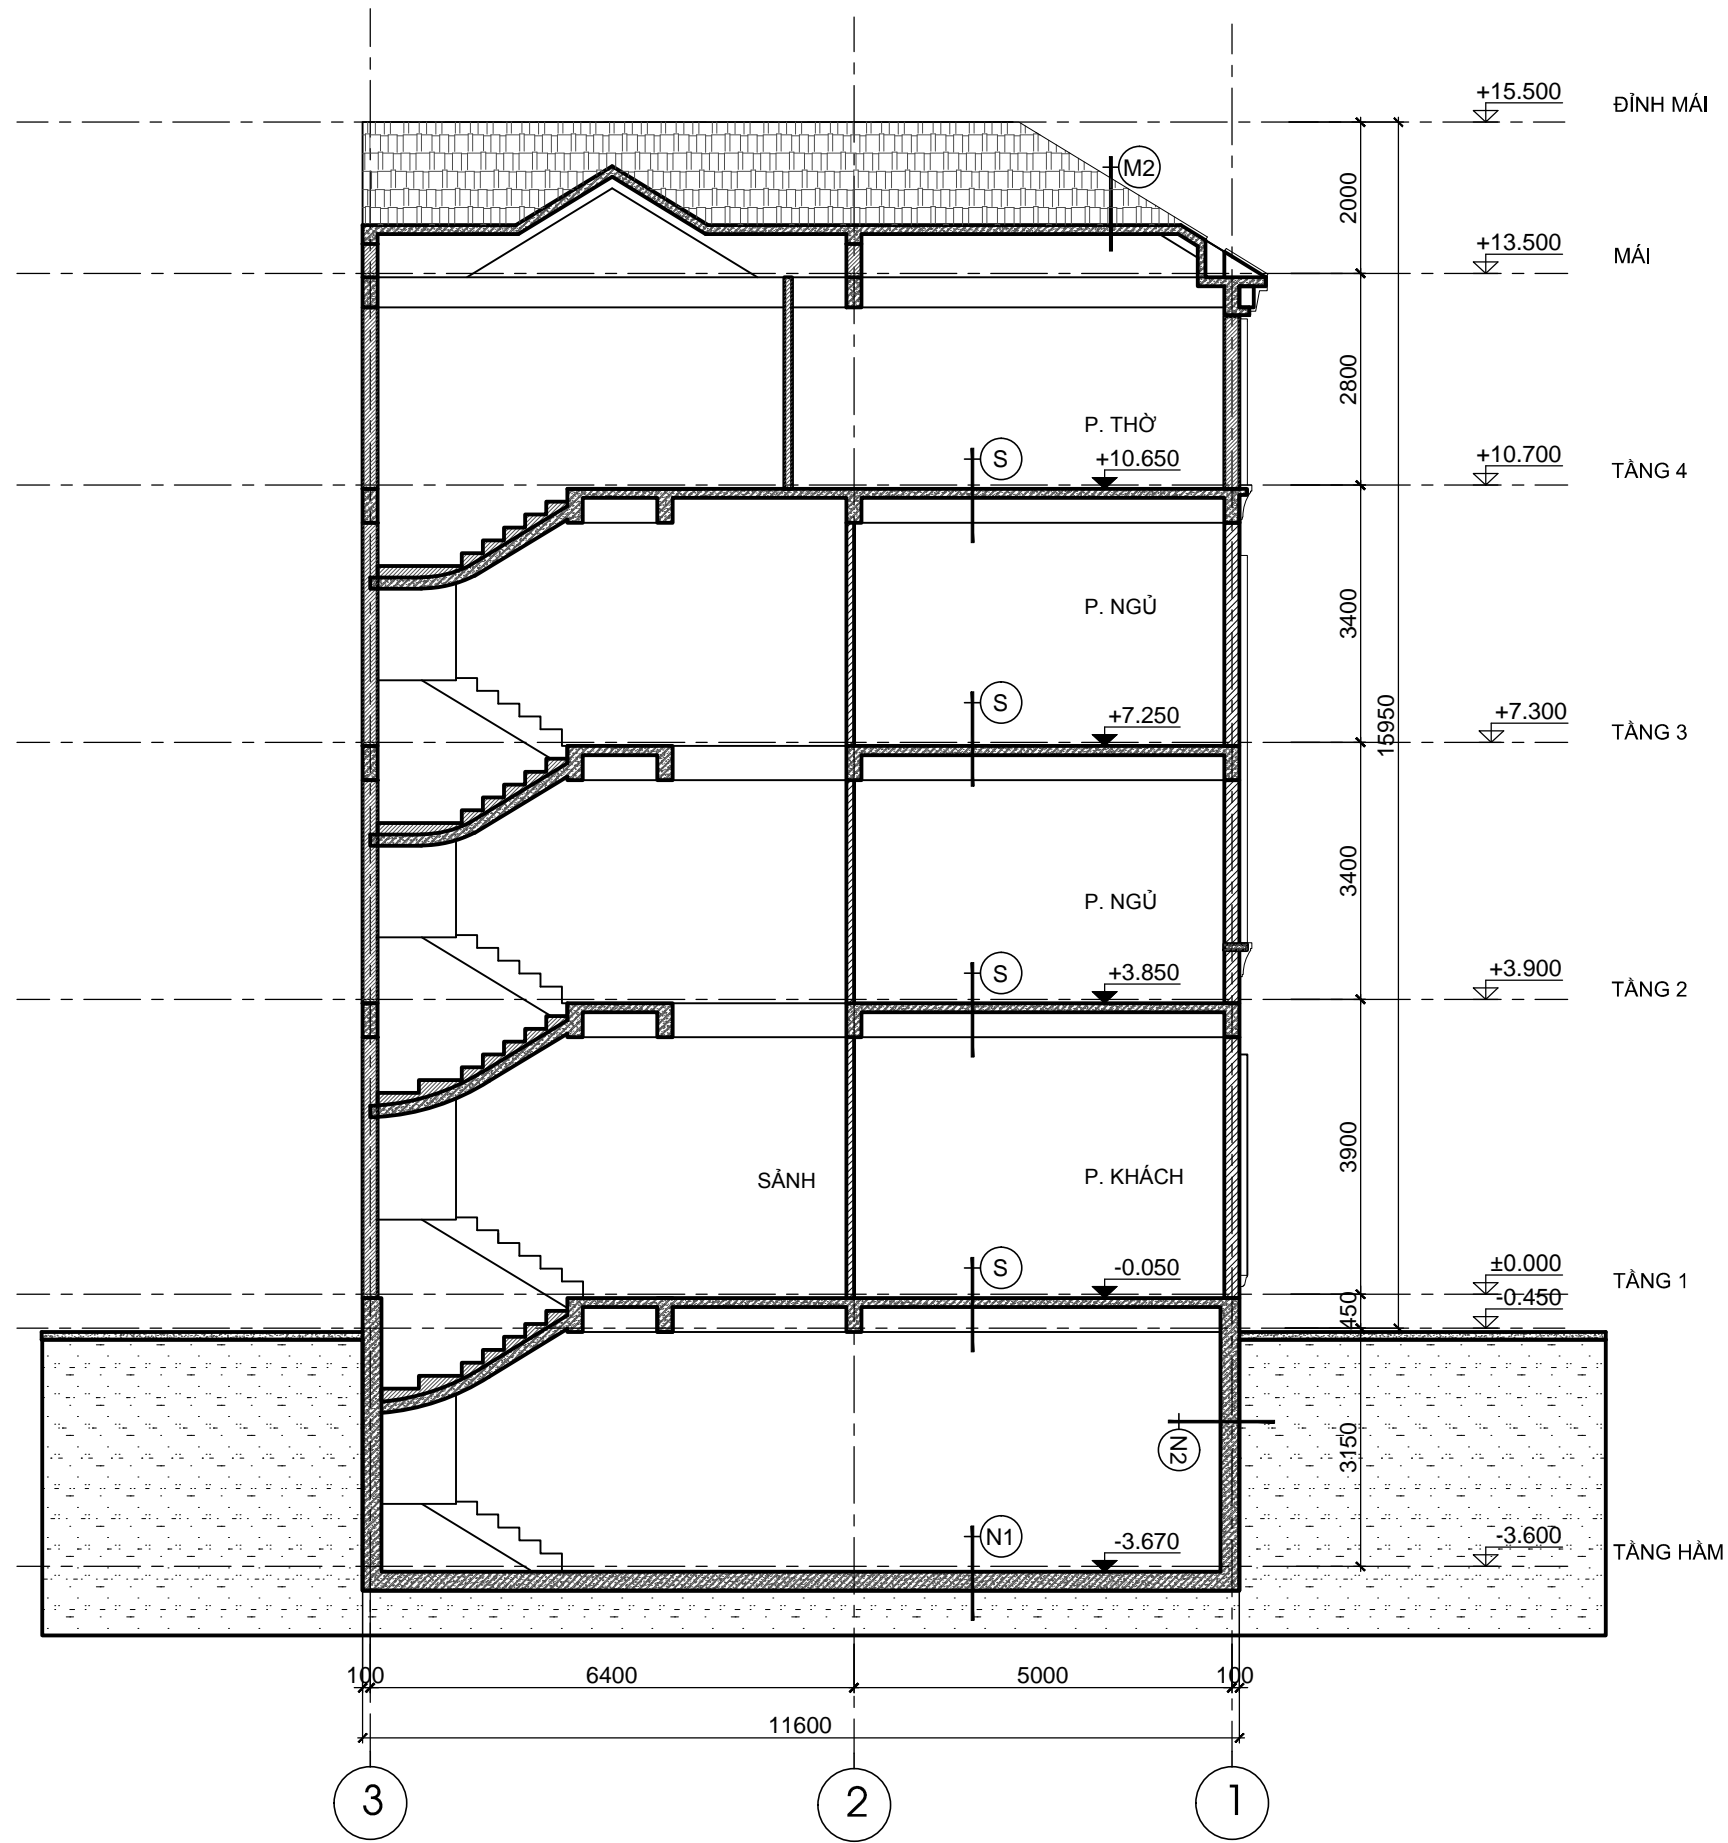 +15.500
ĐỈNH MÁI
M2
2000
+13.500
MÁI
2800
P. THỜ
S
+10.650
+10.700
TẦNG 4
P. NGỦ
3400
S
+7.250
15950
+7.300
TẦNG 3
3400
P. NGỦ
S
+3.850
+3.900
TẦNG 2
3900
SẢNH
P. KHÁCH
S
-0.050
±0.000
TẦNG 1
450
-0.450
N2
3150
N1
-3.670
-3.600
TẦNG HẦM
100
6400
5000
100
11600
3
2
1